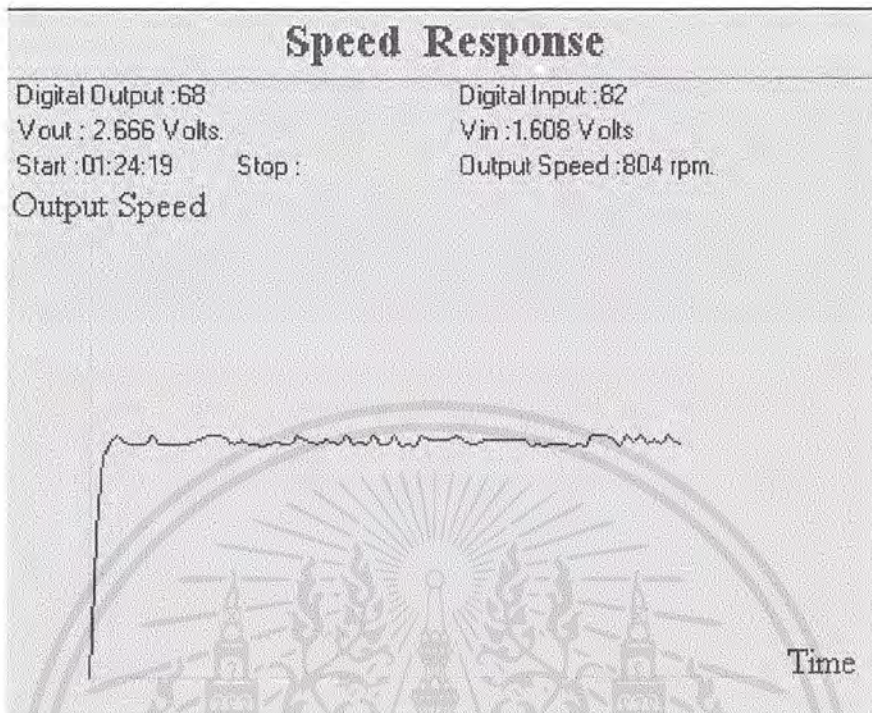 Speed Response
Digital Output :68
Digital Input :82
Vout : 2.666 Volts.
Vin :1.608 Volts
Start :01:24:19 Stop :
Output Speed :804 rpm.
Output Speed
Time